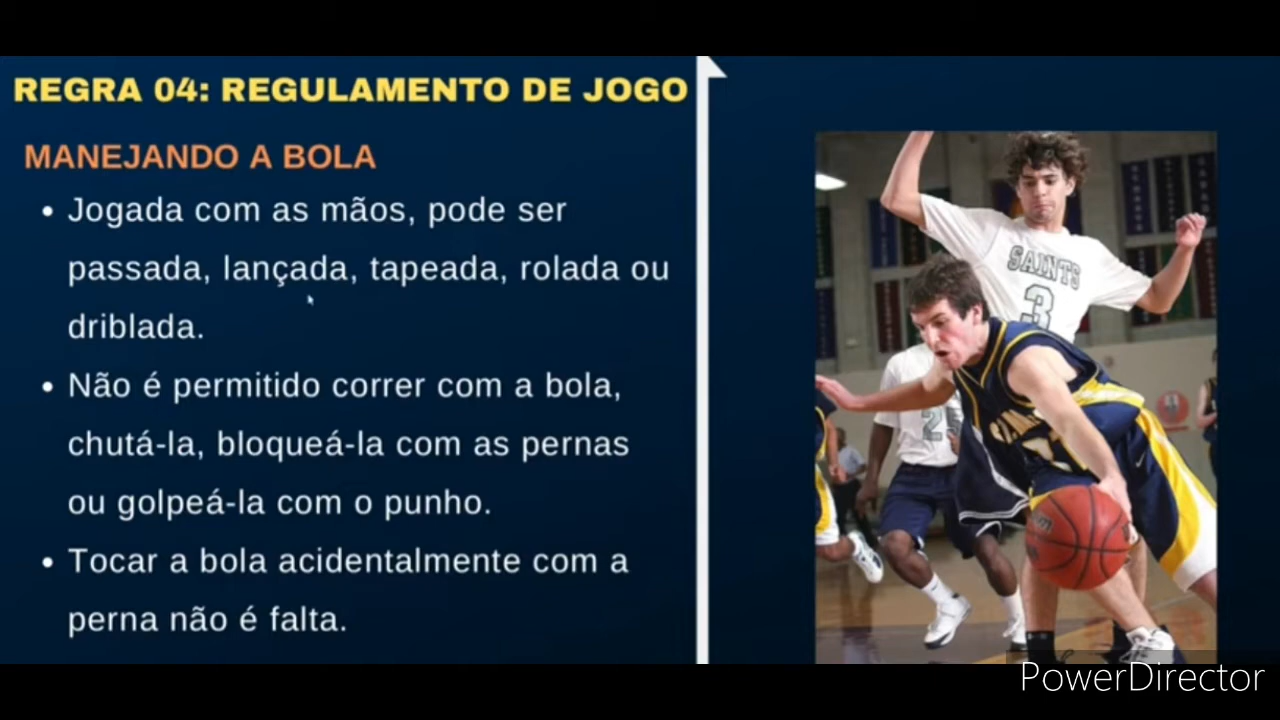 REGRA 04: REGULAMENTO DE JOGO
MANEJANDO A BOLA
• Jogada com as mãos, pode ser
passada, lançada, tapeada, rolada ou
driblada.
• Não é permitido correr com a bola,
chutá-la, bloqueá-la com as pernas
ou golpeá-la com o punho.
• Tocar a bola acidentalmente com a
perna não é falta.
SAINTS
3
PowerDirector